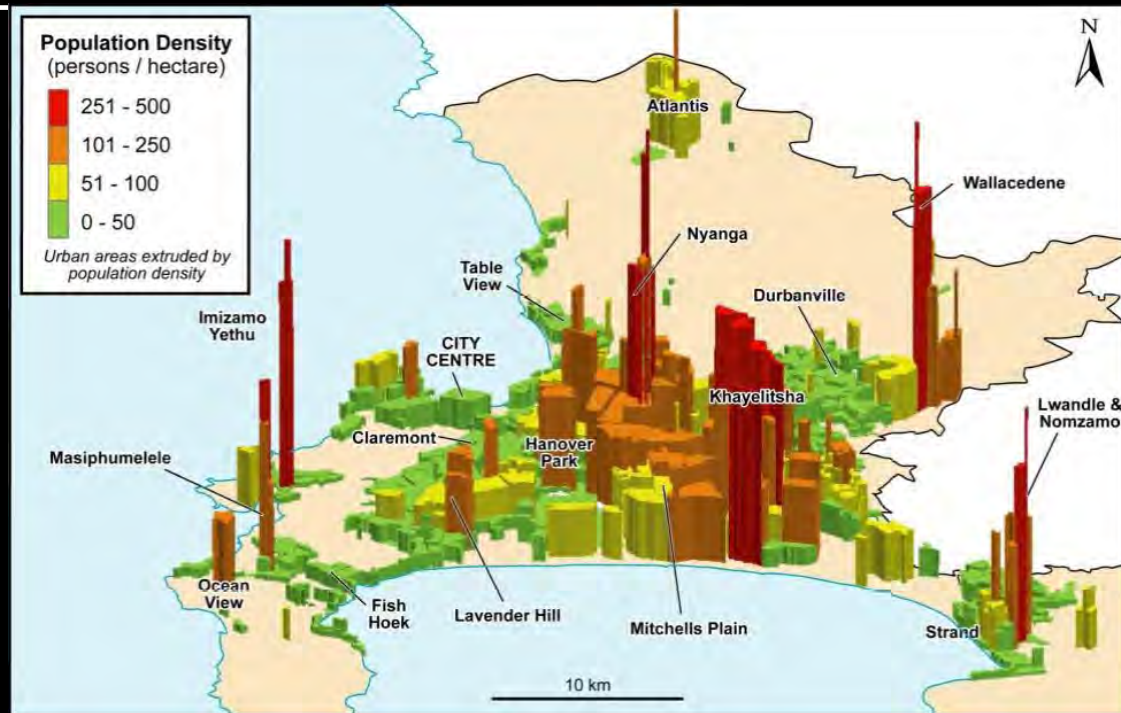 Population Density
(persons / hectare)
251 - 500
101 - 250
51 - 100
0 - 50
Urban areas extruded by
population density
N
Atlantis
Wallacedene
Nyanga
Table
View
Durbanville
Imizamo
Yethu
CITY
CENTRE
Khayelitsha
Lwandle &
Nomzamo
Claremont
Hanover
Park
Masiphumelele
Ocean
View
Fish
Hoek
Lavender Hill
Mitchells Plain
Strand
10 km